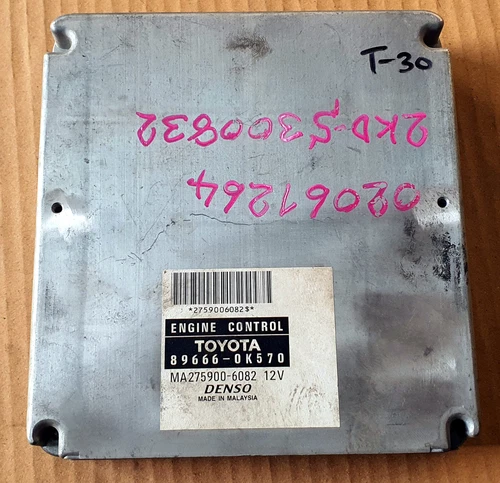 T-30
02061264
2KD-5300832
*2759006082$*
ENGINE CONTROL
TOYOTA
89666-0K570
MA275900-6082 12V
DENSO
MADE IN MALAYSIA